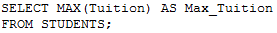 SELECT MAX(Tuition) AS Max_Tuition
FROM STUDENTS;